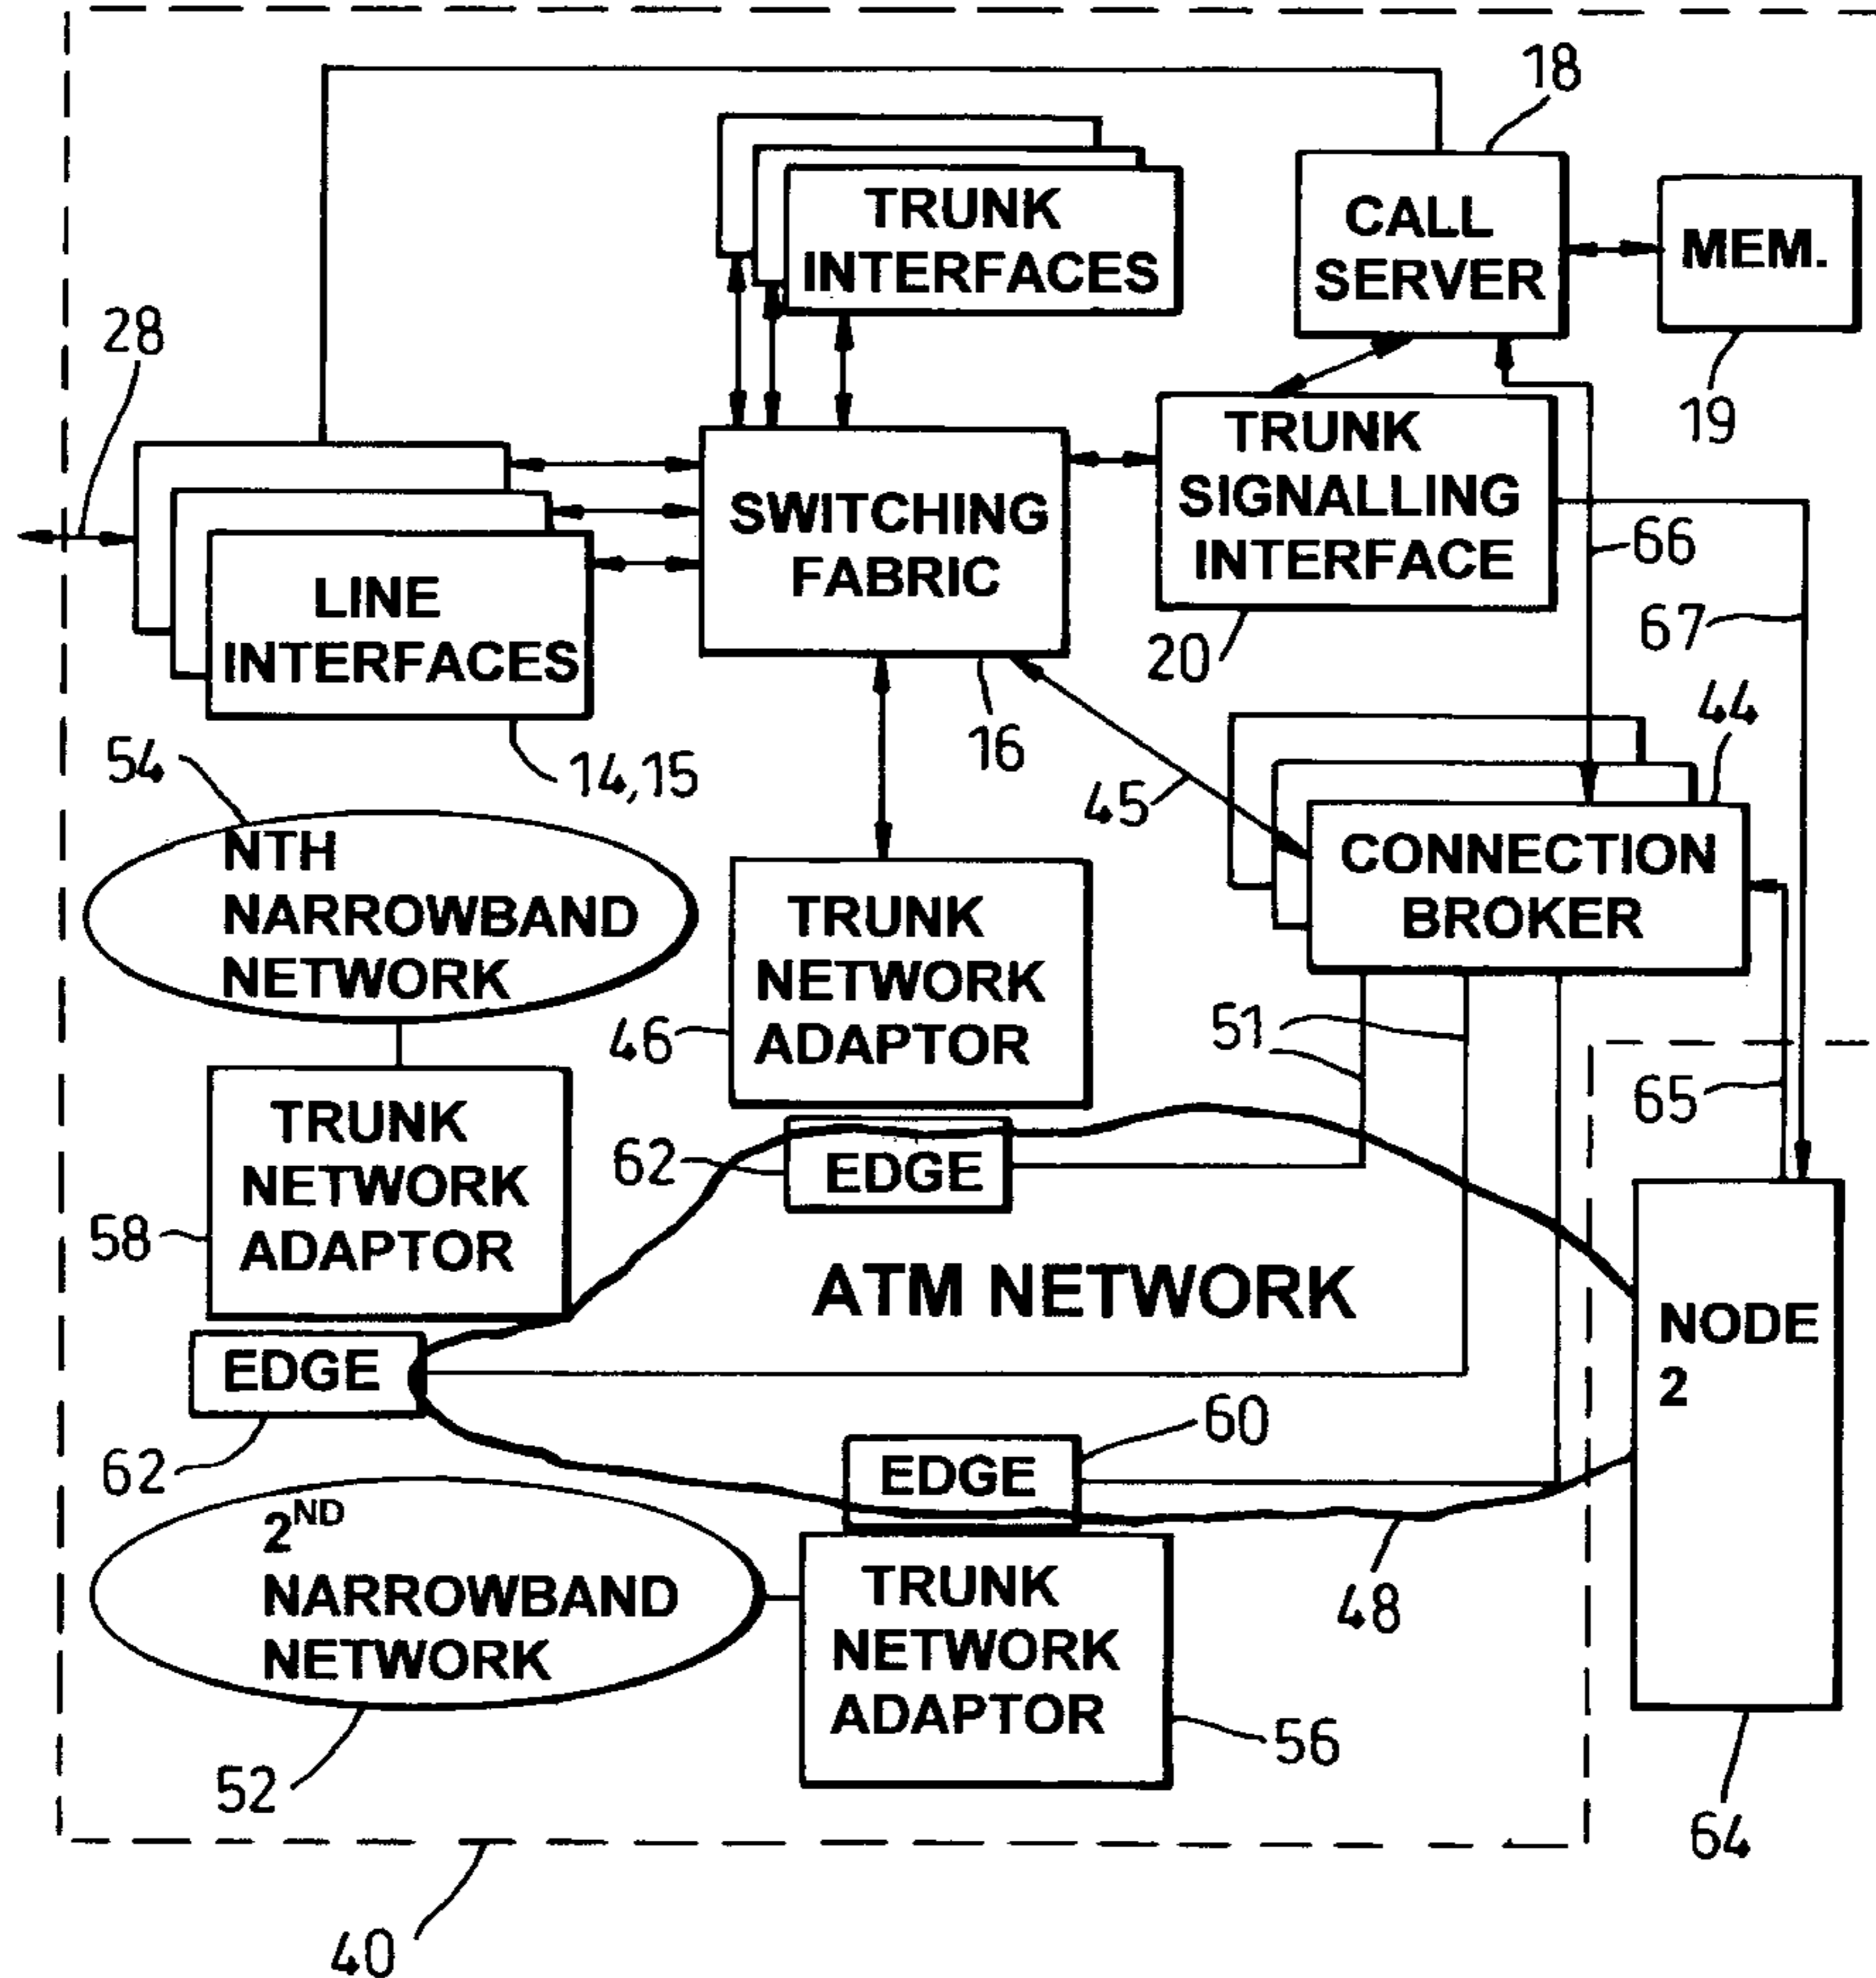 18
TRUNK
INTERFACES
CALL
SERVER
MEM.
28
19
TRUNK
SIGNALLING
INTERFACE
SWITCHING
FABRIC
66
LINE
INTERFACES
67
20
44
16
54
14,15
45
NTH
NARROWBAND
NETWORK
CONNECTION
BROKER
TRUNK
NETWORK
ADAPTOR
46
51
65
TRUNK
NETWORK
ADAPTOR
62
EDGE
58
ATM NETWORK
NODE
2
EDGE
60
62
EDGE
2ND
NARROWBAND
NETWORK
48
TRUNK
NETWORK
ADAPTOR
56
52
64
40